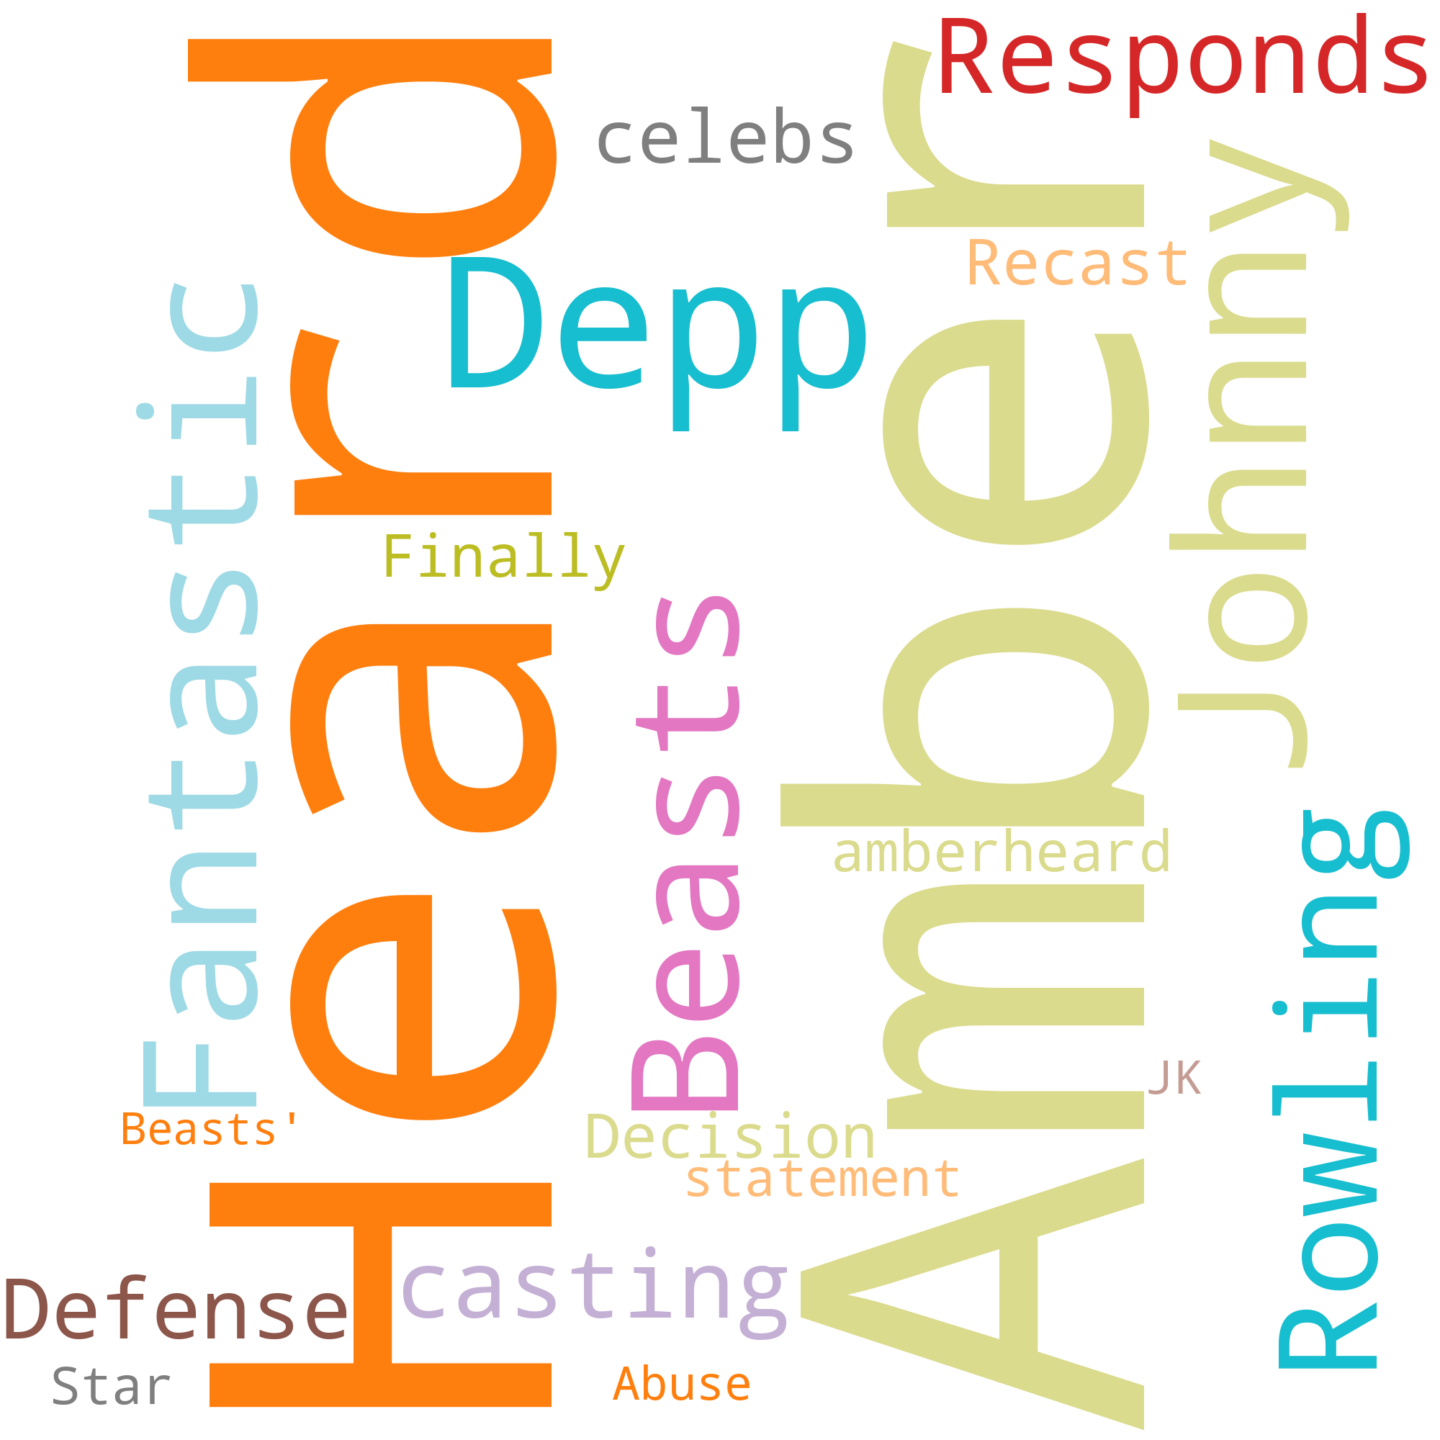 Responds
celebs
Recast
Depp
Heard
Amber
Johnny
Fantastic
Finally
Beasts
amberheard
Rowling
JK
Beasts'
Decision
statement
casting
Defense
Star
Abuse